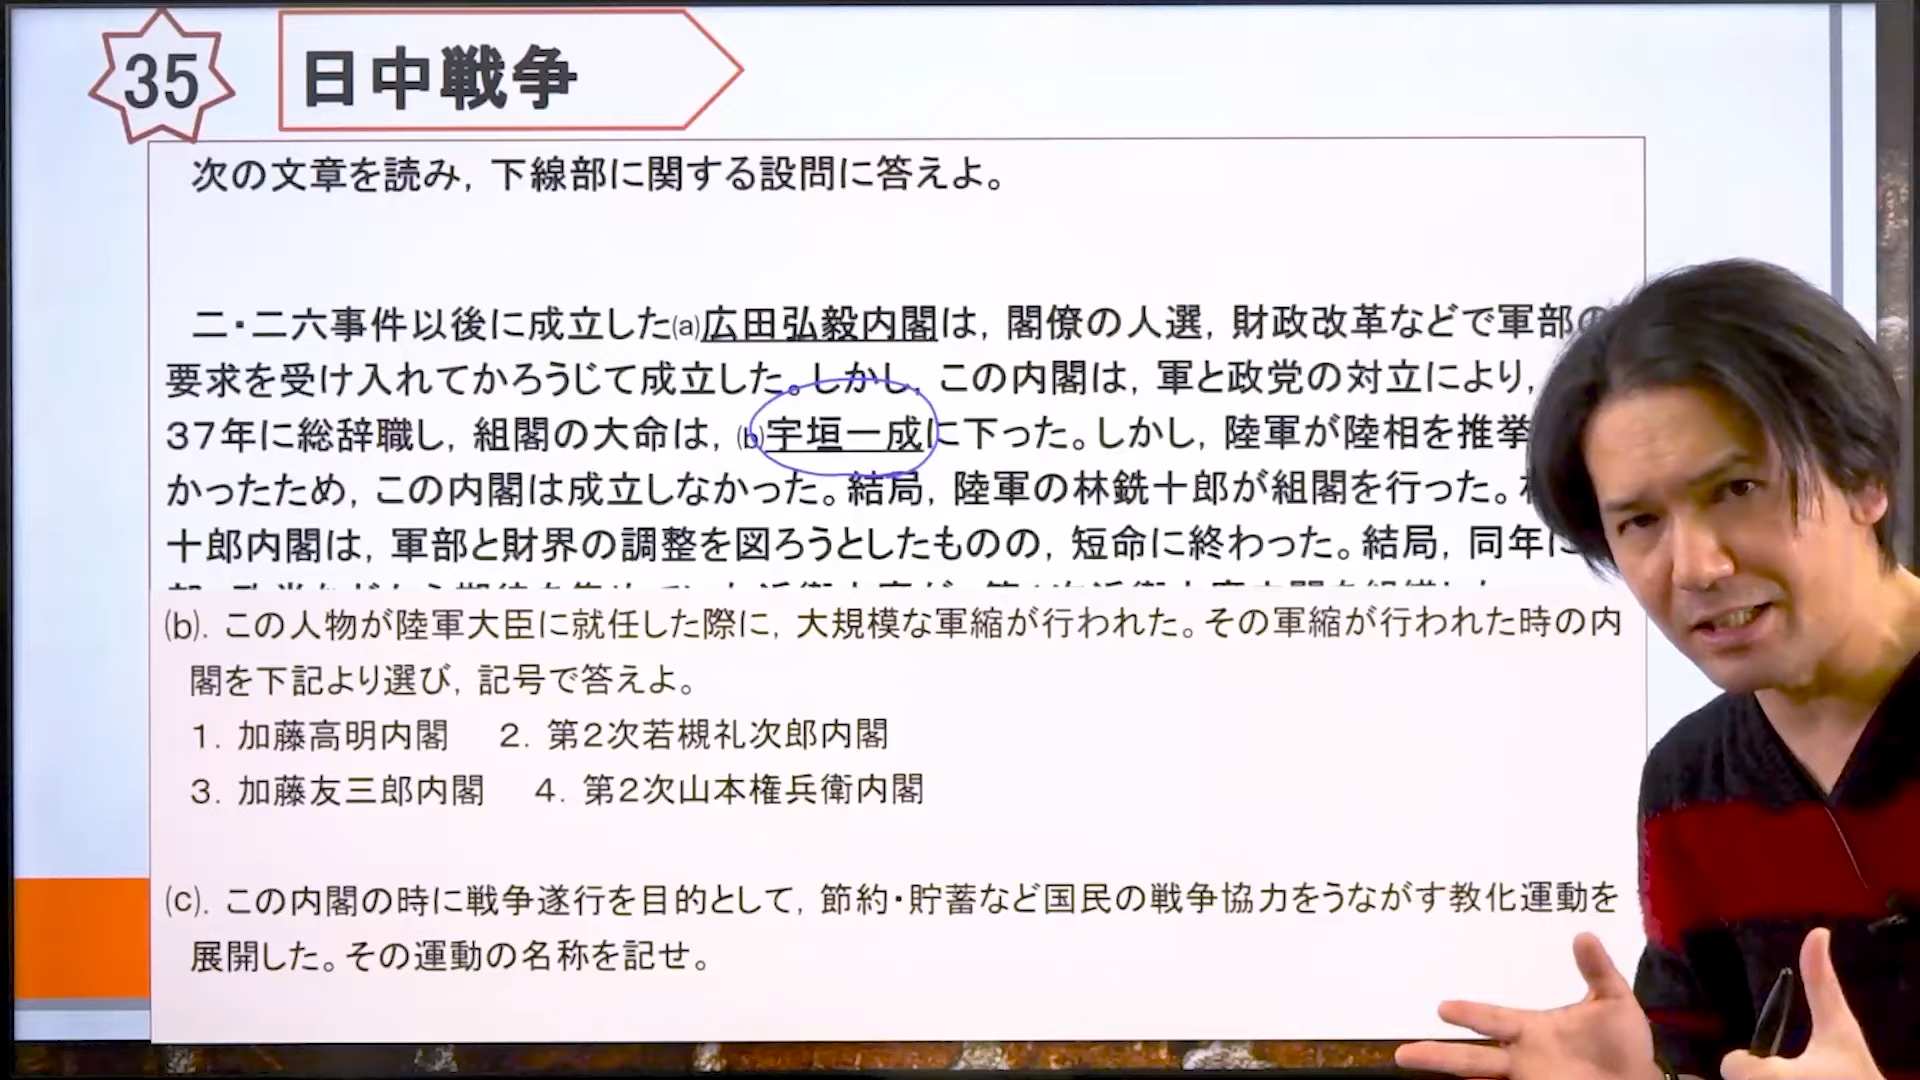 35
日中戦争
次の文章を読み，下線部に関する設問に答えよ。
二・二六事件以後に成立した(a)広田弘毅内閣は，閣僚の人選，財政改革などで軍部の
要求を受け入れてかろうじて成立した。しかし，この内閣は，軍と政党の対立により，
37年に総辞職し，組閣の大命は，(b)宇垣一成に下った。しかし，陸軍が陸相を推挙
かったため，この内閣は成立しなかった。結局，陸軍の林銑十郎が組閣を行った。
十郎内閣は，軍部と財界の調整を図ろうとしたものの，短命に終わった。結局，同年に
(b)．この人物が陸軍大臣に就任した際に，大規模な軍縮が行われた。その軍縮が行われた時の内
閣を下記より選び，記号で答えよ。
1．加藤高明内閣　2．第2次若槻礼次郎内閣
3．加藤友三郎内閣　4．第2次山本権兵衛内閣
(c)．この内閣の時に戦争遂行を目的として，節約・貯蓄など国民の戦争協力をうながす教化運動を
展開した。その運動の名称を記せ。